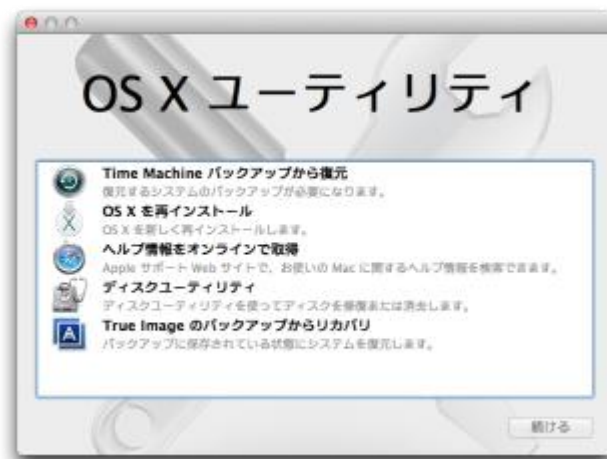 OS X ユーティリティ
Time Machine バックアップから復元
復元するシステムのバックアップが必要になります。
OS X を再インストール
OS X を新しく再インストールします。
ヘルプ情報をオンラインで取得
Apple サポート Web サイトで、お使いの Mac に関するヘルプ情報を検索できます。
ディスクユーティリティ
ディスクユーティリティを使ってディスクを修復または消去します。
True Image のバックアップからリカバリ
バックアップに保存されている状態にシステムを復元します。
続ける